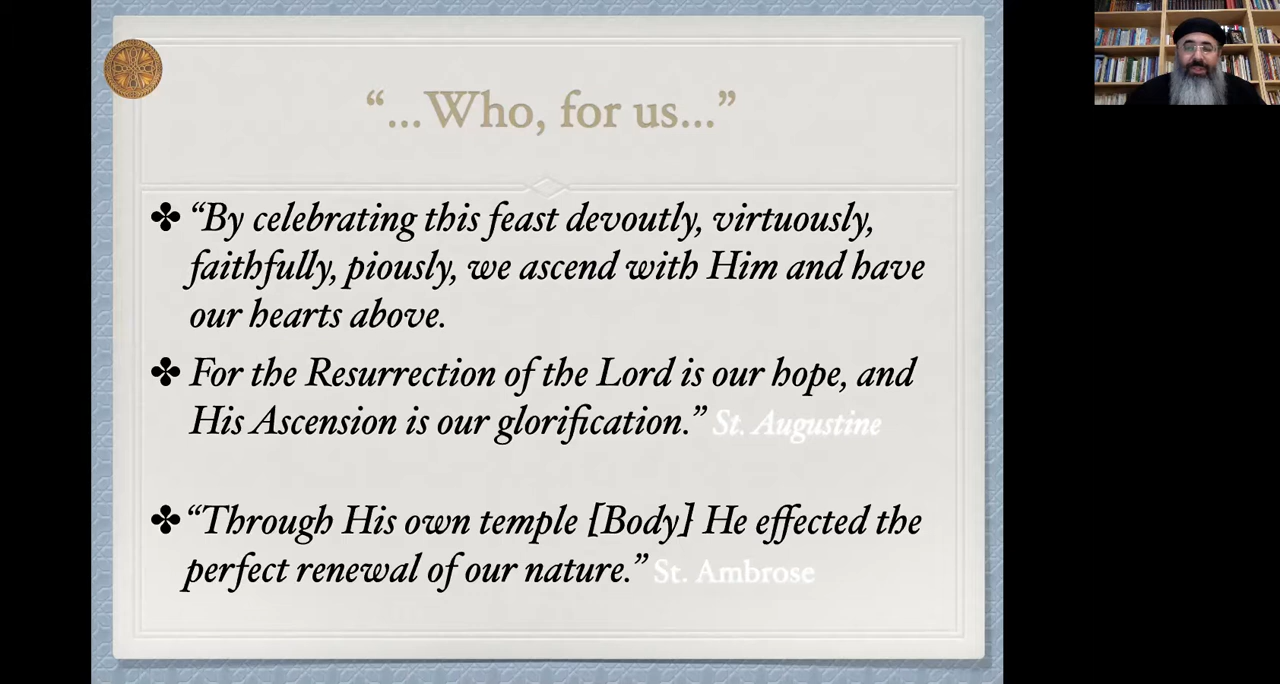 “...Who, for us...”
“By celebrating this feast devoutly, virtuously,
faithfully, piously, we ascend with Him and have
our hearts above.
For the Resurrection of the Lord is our hope, and
His Ascension is our glorification.” St. Augustine
“Through His own temple [Body] He effected the
perfect renewal of our nature.” St. Ambrose